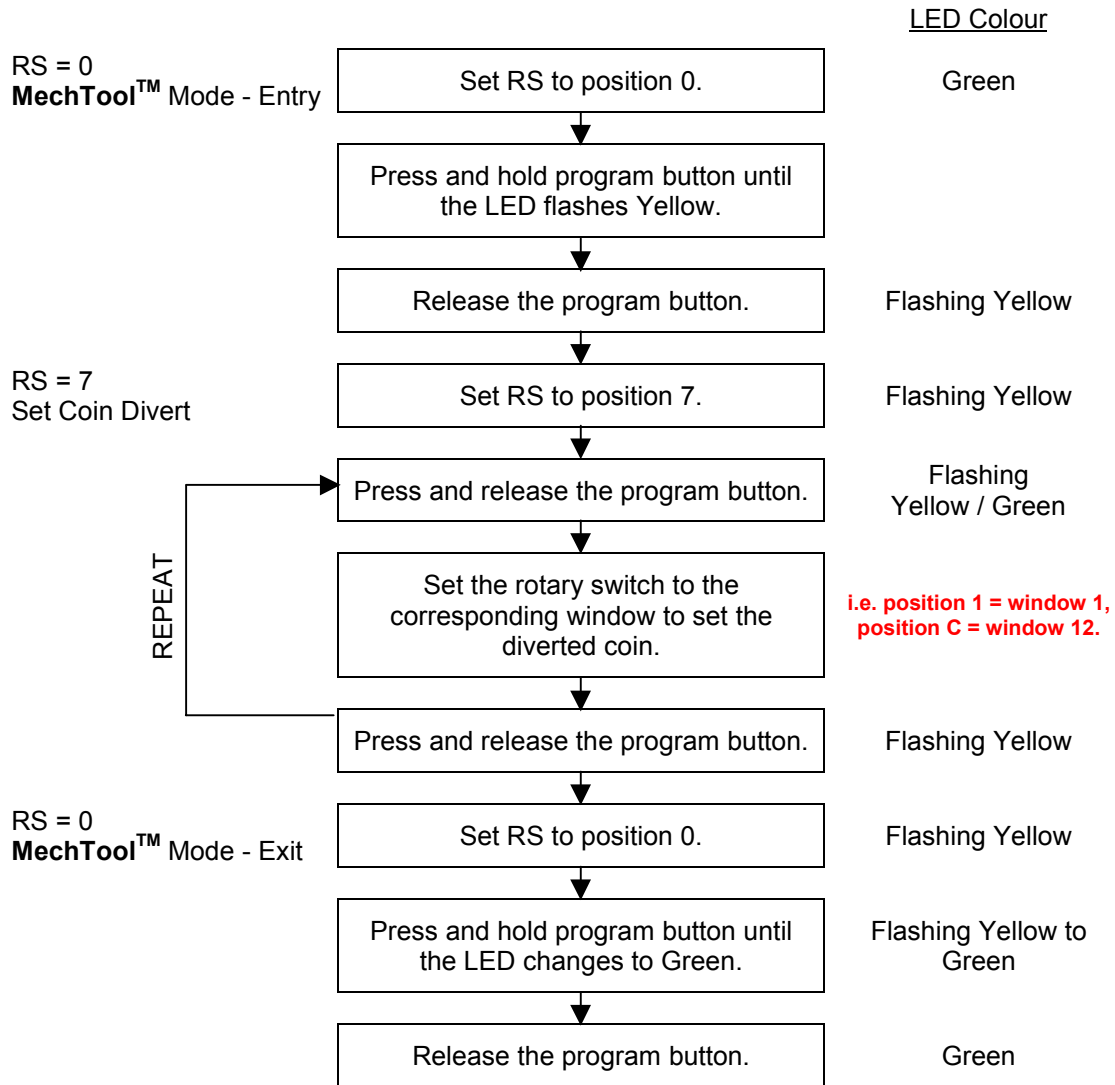 LED Colour
RS = 0
MechTool™ Mode - Entry
Set RS to position 0.
Green
Press and hold program button until
the LED flashes Yellow.
Release the program button.
Flashing Yellow
RS = 7
Set Coin Divert
Set RS to position 7.
Flashing Yellow
Press and release the program button.
Flashing
Yellow / Green
REPEAT
Set the rotary switch to the
corresponding window to set the
diverted coin.
i.e. position 1 = window 1,
position C = window 12.
Press and release the program button.
Flashing Yellow
RS = 0
MechTool™ Mode - Exit
Set RS to position 0.
Flashing Yellow
Press and hold program button until
the LED changes to Green.
Flashing Yellow to
Green
Release the program button.
Green